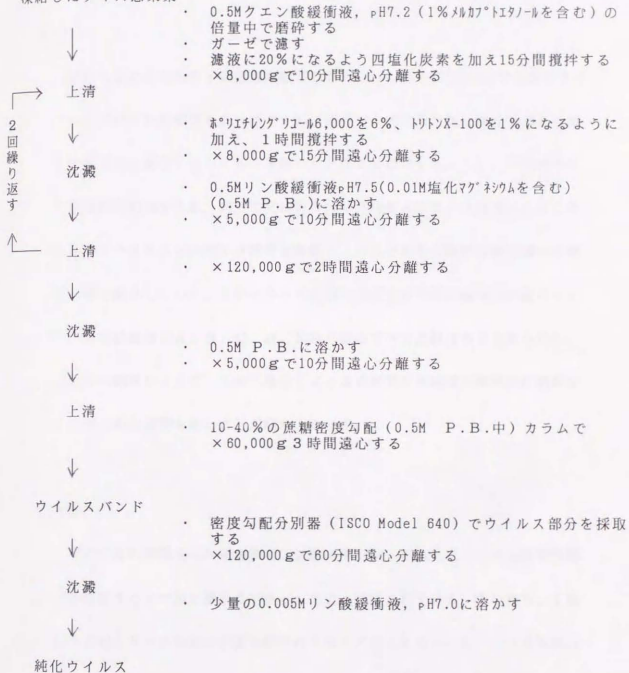 ・ 0.5Mクエン酸緩衝液，pH7.2（1%ﾒﾙｶﾌﾟﾄｴﾀﾉｰﾙを含む）の
倍量中で磨砕する
・ ガーゼで濾す
・ 濾液に20%になるよう四塩化炭素を加え15分間撹拌する
・ ×8,000gで10分間遠心分離する
上清
・ ﾎﾟﾘｴﾁﾚﾝｸﾞﾘｺｰﾙ6,000を6%、ﾄﾘﾄﾝX-100を1%になるように
加え、1時間撹拌する
・ ×8,000gで15分間遠心分離する
2回繰り返す
沈澱
・ 0.5Mリン酸緩衝液pH7.5(0.01M塩化ﾏｸﾞﾈｼｳﾑを含む)
(0.5M P.B.)に溶かす
・ ×5,000gで10分間遠心分離する
上清
・ ×120,000gで2時間遠心分離する
沈澱
・ 0.5M P.B.に溶かす
・ ×5,000gで10分間遠心分離する
上清
・ 10-40%の蔗糖密度勾配（0.5M P.B.中）カラムで
×60,000g3時間遠心する
ウイルスバンド
・ 密度勾配分別器（ISCO Model 640）でウイルス部分を採取
する
・ ×120,000gで60分間遠心分離する
沈澱
・ 少量の0.005Mリン酸緩衝液，pH7.0に溶かす
純化ウイルス